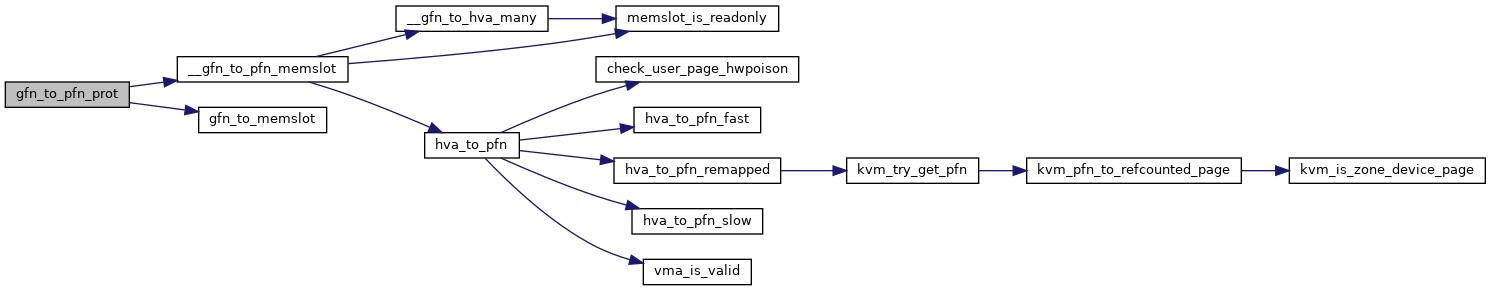 gfn_to_pfn_prot
__gfn_to_pfn_memslot
gfn_to_memslot
__gfn_to_hva_many
memslot_is_readonly
hva_to_pfn
check_user_page_hwpoison
hva_to_pfn_fast
hva_to_pfn_remapped
kvm_try_get_pfn
kvm_pfn_to_refcounted_page
kvm_is_zone_device_page
hva_to_pfn_slow
vma_is_valid